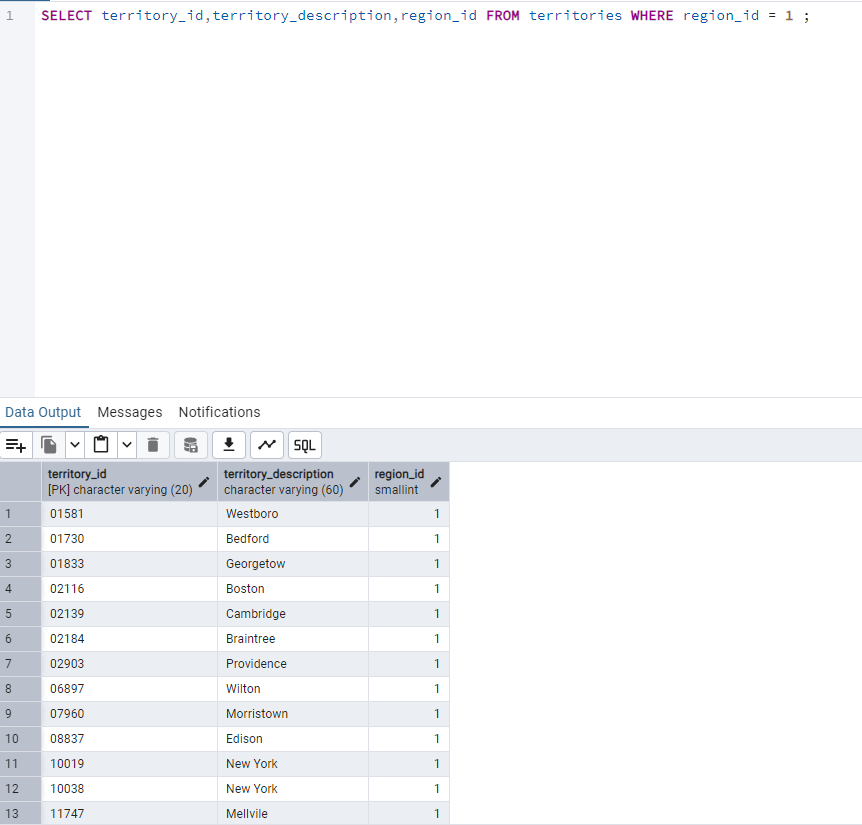 1 SELECT territory_id,territory_description,region_id FROM territories WHERE region_id = 1 ;
Data Output Messages Notifications
SQL
territory_id territory_description region_id
[PK] character varying (20) character varying (60) smallint
1 01581 Westboro 1
2 01730 Bedford 1
3 01833 Georgetow 1
4 02116 Boston 1
5 02139 Cambridge 1
6 02184 Braintree 1
7 02903 Providence 1
8 06897 Wilton 1
9 07960 Morristown 1
10 08837 Edison 1
11 10019 New York 1
12 10038 New York 1
13 11747 Mellvile 1